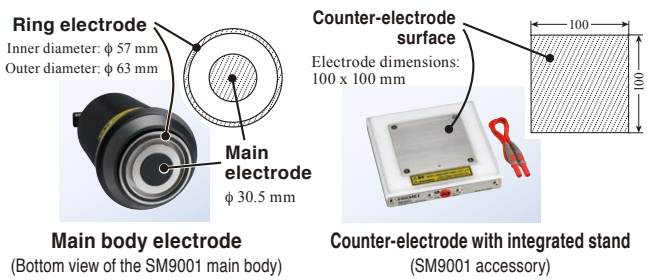 Ring electrode
Inner diameter: ϕ 57 mm
Outer diameter: ϕ 63 mm
Main
electrode
ϕ 30.5 mm
Main body electrode
(Bottom view of the SM9001 main body)
Counter-electrode
surface
Electrode dimensions:
100 x 100 mm
100
100
HIOKI
Counter-electrode with integrated stand
(SM9001 accessory)